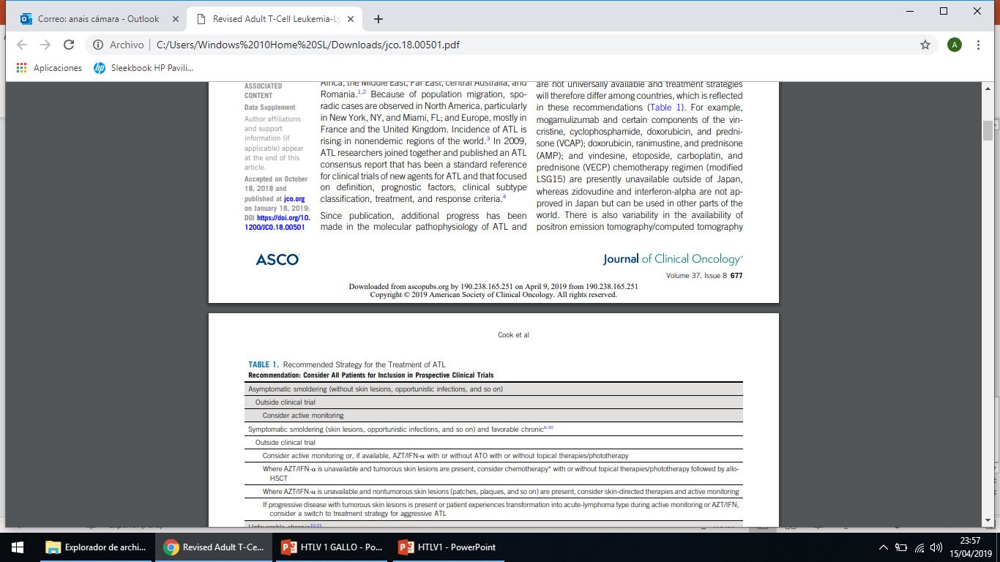 Correo: anais cámara - Outlook
Revised Adult T-Cell Leukemia-Ly
Archivo
C:/Users/Windows%2010Home%20SL/Downloads/jco.18.00501.pdf
A
Aplicaciones
Sleekbook HP Pavili...
ASSOCIATED
CONTENT
Data Supplement
Author affiliations
and support
information (if
applicable) appear
at the end of this
article.
Accepted on October
18, 2018 and
published at jco.org
on January 18, 2019:
DOI https://doi.org/10.
1200/JCO.18.00501
Africa, the Middle East, Far East, central Australia, and
Romania.1,2 Because of population migration, spo-
radic cases are observed in North America, particularly
in New York, NY, and Miami, FL; and Europe, mostly in
France and the United Kingdom. Incidence of ATL is
rising in nonendemic regions of the world.3 In 2009,
ATL researchers joined together and published an ATL
consensus report that has been a standard reference
for clinical trials of new agents for ATL and that focused
on definition, prognostic factors, clinical subtype
classification, treatment, and response criteria.4
Since publication, additional progress has been
made in the molecular pathophysiology of ATL and
are not universally available and treatment strategies
will therefore differ among countries, which is reflected
in these recommendations (Table 1). For example,
mogamulizumab and certain components of the vin-
cristine, cyclophosphamide, doxorubicin, and predni-
sone (VCAP); doxorubicin, ranimustine, and prednisone
(AMP); and vindesine, etoposide, carboplatin, and
prednisone (VECP) chemotherapy regimen (modified
LSG15) are presently unavailable outside of Japan,
whereas zidovudine and interferon-alpha are not ap-
proved in Japan but can be used in other parts of the
world. There is also variability in the availability of
positron emission tomography/computed tomography
ASCO
Journal of Clinical Oncology®
Volume 37, Issue 8 677
Downloaded from ascopubs.org by 190.238.165.251 on April 9, 2019 from 190.238.165.251
Copyright © 2019 American Society of Clinical Oncology. All rights reserved.
Cook et al
TABLE 1. Recommended Strategy for the Treatment of ATL
Recommendation: Consider All Patients for Inclusion in Prospective Clinical Trials
Asymptomatic smoldering (without skin lesions, opportunistic infections, and so on)
Outside clinical trial
Consider active monitoring
Symptomatic smoldering (skin lesions, opportunistic infections, and so on) and favorable chronic6-20
Outside clinical trial
Consider active monitoring or, if available, AZT/IFN-α with or without ATO with or without topical therapies/phototherapy
Where AZT/IFN-α is unavailable and tumorous skin lesions are present, consider chemotherapy* with or without topical therapies/phototherapy followed by allo-
HSCT
Where AZT/IFN-α is unavailable and nontumorous skin lesions (patches, plaques, and so on) are present, consider skin-directed therapies and active monitoring
If progressive disease with tumorous skin lesions is present or patient experiences transformation into acute-lymphoma type during active monitoring or AZT/IFN,
consider a switch to treatment strategy for aggressive ATL
Unfavorable chronic10-21
Explorador de archi...
Revised Adult T-Ce...
HTLV 1 GALLO - Po...
HTLV1 - PowerPoint
23:57
15/04/2019